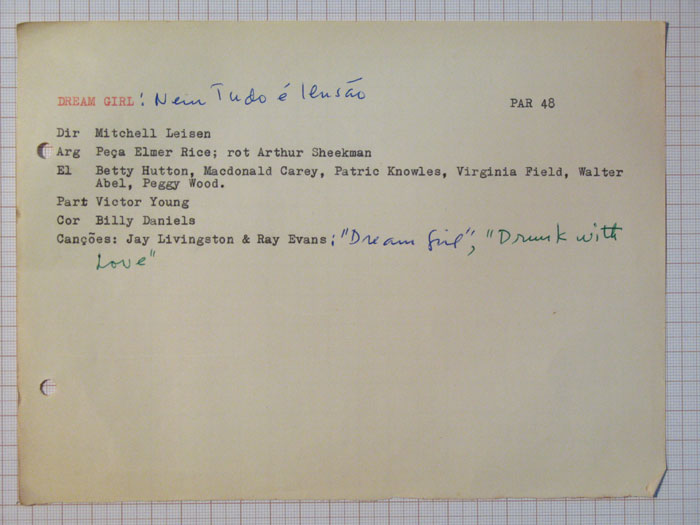 DREAM GIRL: Nem Tudo é Ilusão
PAR 48
Dir Mitchell Leisen
Arg Peça Elmer Rice; rot Arthur Sheekman
El Betty Hutton, Macdonald Carey, Patric Knowles, Virginia Field, Walter
Abel, Peggy Wood.
Part Victor Young
Cor Billy Daniels
Canções: Jay Livingston & Ray Evans: "Dream Girl", "Drunk with
Love"